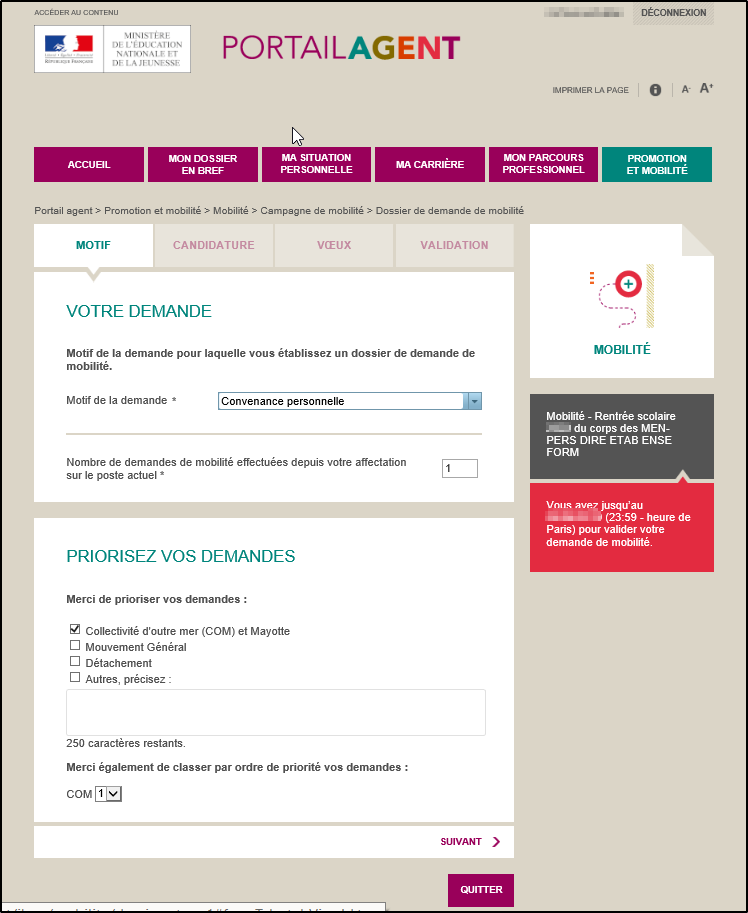 ACCÉDER AU CONTENU
DÉCONNEXION
MINISTÈRE
DE L'ÉDUCATION
NATIONALE ET
DE LA JEUNESSE
RÉPUBLIQUE FRANÇAISE
PORTAILAGENT
IMPRIMER LA PAGE
A-
A+
ACCUEIL
MON DOSSIER
EN BREF
MA SITUATION
PERSONNELLE
MA CARRIÈRE
MON PARCOURS
PROFESSIONNEL
PROMOTION
ET MOBILITÉ
Portail agent > Promotion et mobilité > Mobilité > Campagne de mobilité > Dossier de demande de mobilité
MOTIF
CANDIDATURE
VŒUX
VALIDATION
VOTRE DEMANDE
Motif de la demande pour laquelle vous établissez un dossier de demande de
mobilité.
Motif de la demande *
Convenance personnelle
Nombre de demandes de mobilité effectuées depuis votre affectation
sur le poste actuel *
1
PRIORISEZ VOS DEMANDES
Merci de prioriser vos demandes :
Collectivité d'outre mer (COM) et Mayotte
Mouvement Général
Détachement
Autres, précisez :
250 caractères restants.
Merci également de classer par ordre de priorité vos demandes :
COM 1
SUIVANT
QUITTER
MOBILITÉ
Mobilité - Rentrée scolaire
du corps des MEN-
PERS DIRE ETAB ENSE
FORM
Vous avez jusqu'au
(23:59 - heure de
Paris) pour valider votre
demande de mobilité.